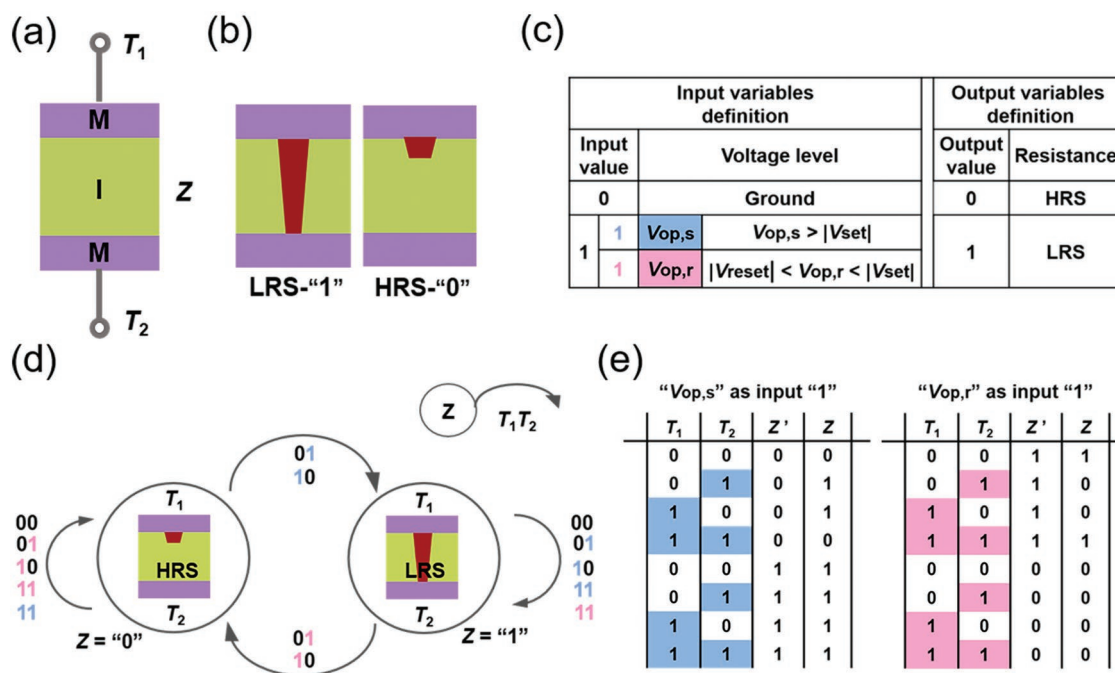 (a)
T1
M
I
Z
M
T2
(b)
LRS-“1” HRS-“0”
(c)
Input variables definition
Output variables definition
Input value Voltage level
Output value Resistance
0 Ground
0 HRS
1 1 Vop,s Vop,s > |Vset|
1 Vop,r |Vreset| < Vop,r < |Vset|
1 LRS
(d)
Z
T1T2
01
10
T1
HRS
T2
Z = “0”
00
01
10
11
11
T1
LRS
T2
Z = “1”
00
01
10
11
11
01
10
(e)
“Vop,s” as input “1”
T1 T2 Z’ Z
0 0 0 0
0 1 0 1
1 0 0 1
1 1 0 0
0 0 1 1
0 1 1 1
1 0 1 1
1 1 1 1
“Vop,r” as input “1”
T1 T2 Z’ Z
0 0 1 1
0 1 1 0
1 0 1 0
1 1 1 1
0 0 0 0
0 1 0 0
1 0 0 0
1 1 0 0